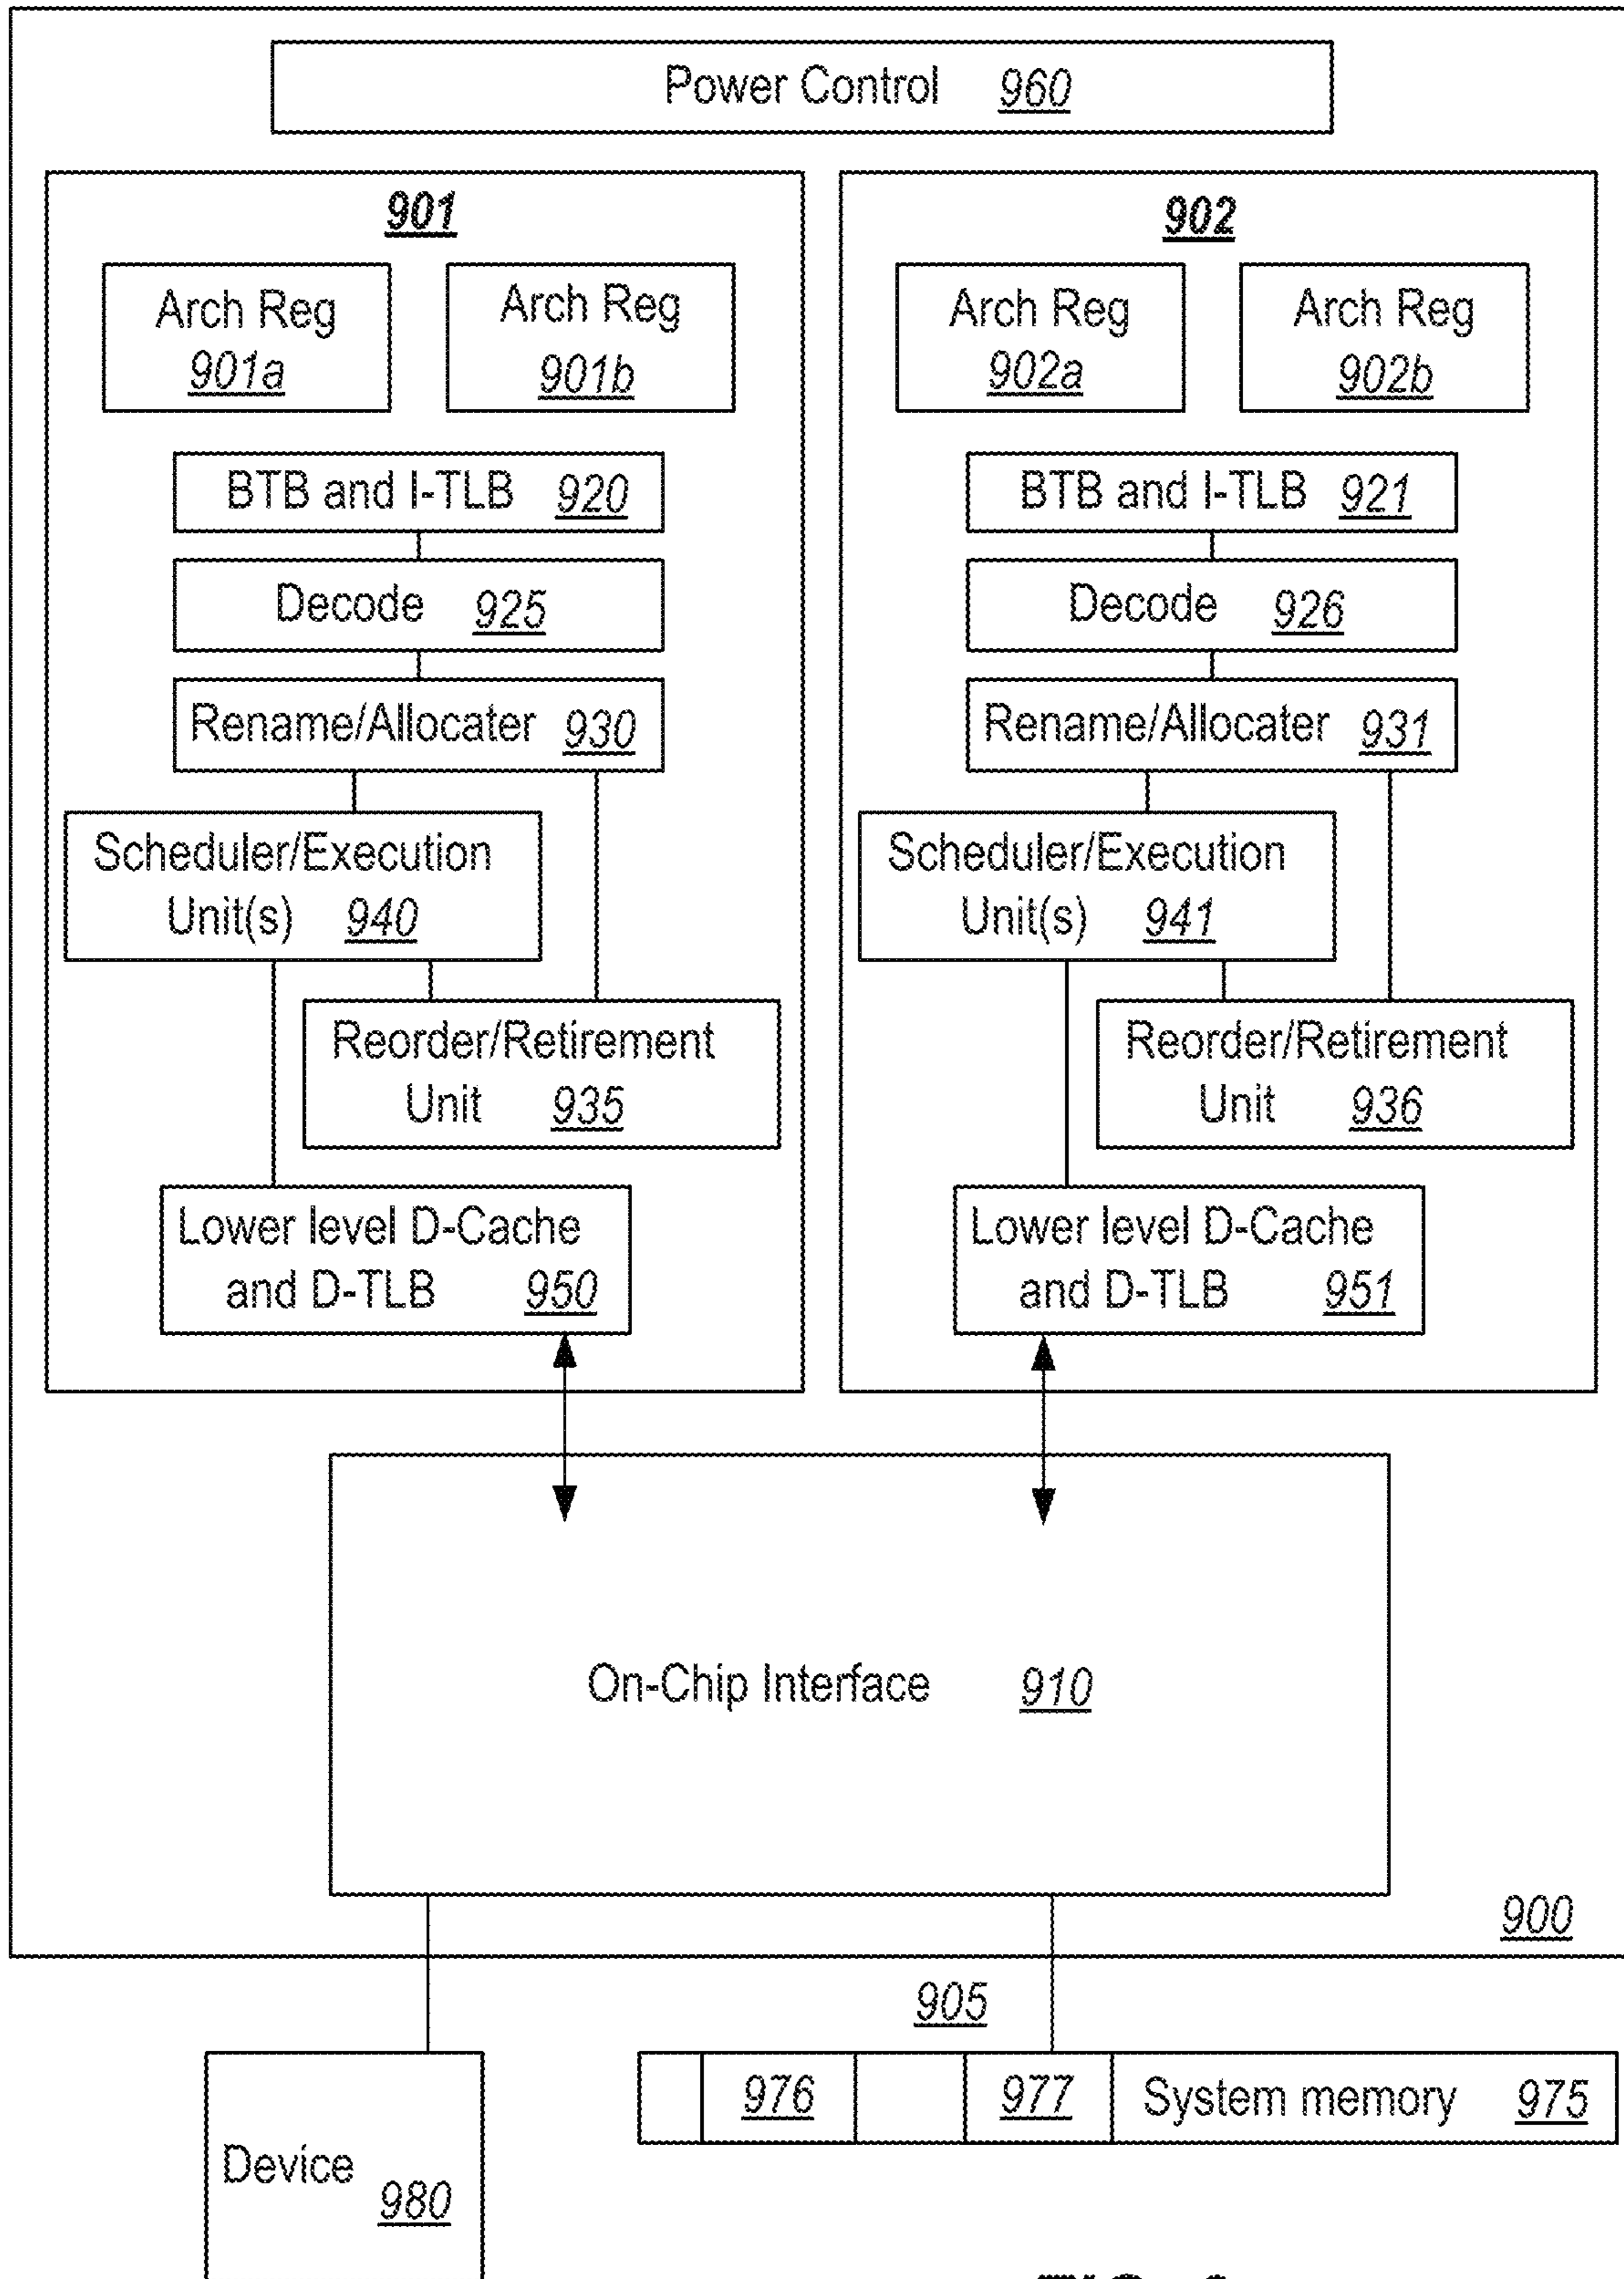 Power Control 960
901
Arch Reg
901a
Arch Reg
901b
BTB and I-TLB 920
Decode 925
Rename/Allocater 930
Scheduler/Execution
Unit(s) 940
Reorder/Retirement
Unit 935
Lower level D-Cache
and D-TLB 950
902
Arch Reg
902a
Arch Reg
902b
BTB and I-TLB 921
Decode 926
Rename/Allocater 931
Scheduler/Execution
Unit(s) 941
Reorder/Retirement
Unit 936
Lower level D-Cache
and D-TLB 951
On-Chip Interface 910
900
905
976 977 System memory 975
Device 980